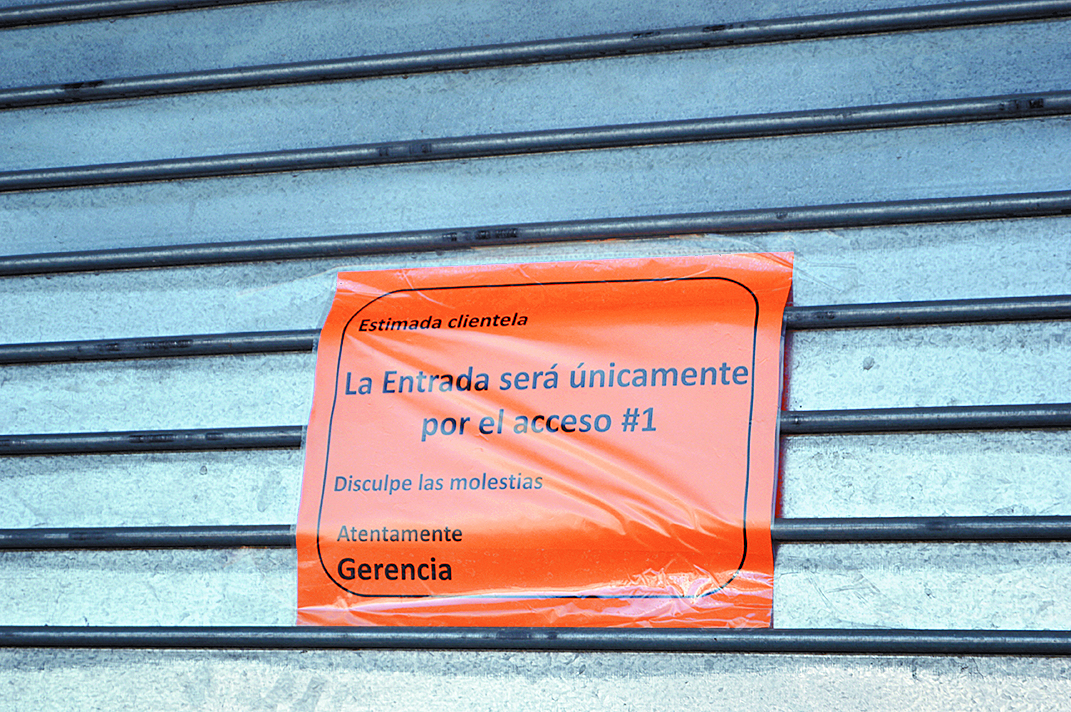 Estimada clientela
La Entrada será únicamente
por el acceso #1
Disculpe las molestias
Atentamente
Gerencia